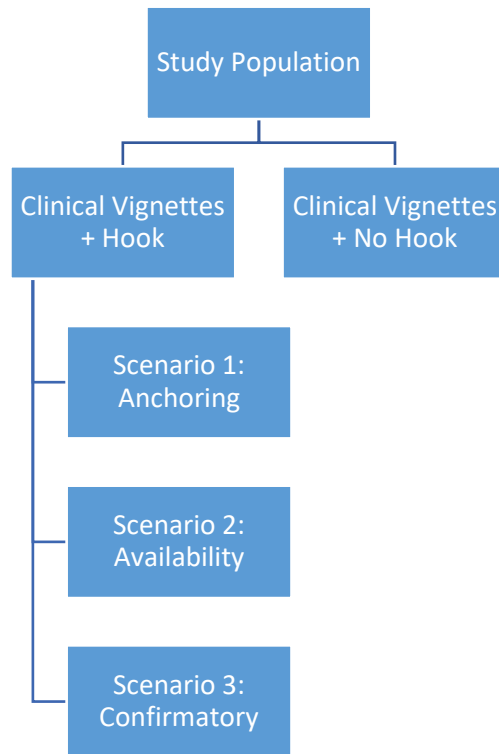 Study Population
Clinical Vignettes
+ Hook
Clinical Vignettes
+ No Hook
Scenario 1:
Anchoring
Scenario 2:
Availability
Scenario 3:
Confirmatory